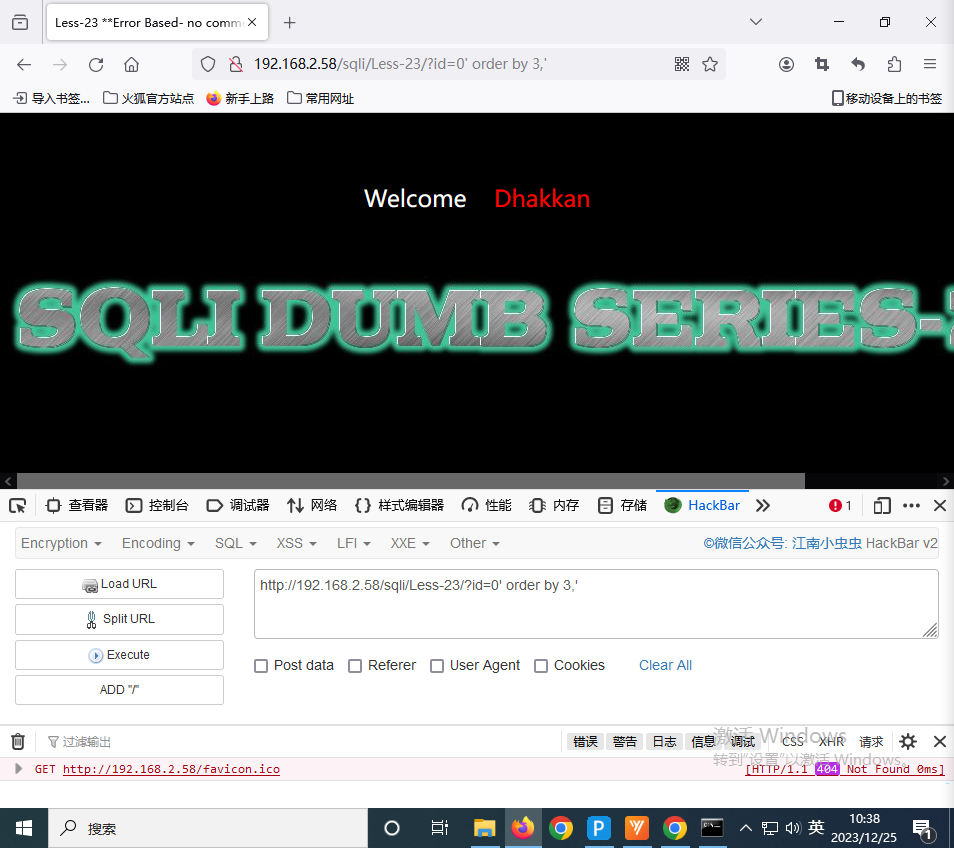 Less-23 **Error Based- no comm
192.168.2.58/sqli/Less-23/?id=0' order by 3,'
导入书签... 火狐官方站点 新手上路 常用网址 移动设备上的书签
Welcome Dhakkan
SQLI DUMB SERIES-
查看器 控制台 调试器 网络 样式编辑器 性能 内存 存储 HackBar 1
Encryption Encoding SQL XSS LFI XXE Other ©微信公众号: 江南小虫虫 HackBar v2
Load URL
http://192.168.2.58/sqli/Less-23/?id=0' order by 3,'
Split URL
Execute
Post data Referer User Agent Cookies Clear All
ADD "/"
过滤输出 错误 警告 日志 信息 调试 CSS XHR 请求
激活 Windows
转到"设置"以激活 Windows。
GET http://192.168.2.58/favicon.ico [HTTP/1.1 404 Not Found 0ms]
搜索 英 10:38
2023/12/25
1